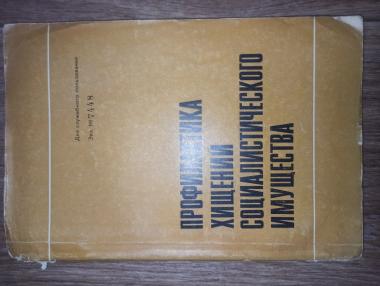 Для служебного пользования
Экз. № 7448
ПРОФИЛАКТИКА
ХИЩЕНИЙ
СОЦИАЛИСТИЧЕСКОГО
ИМУЩЕСТВА